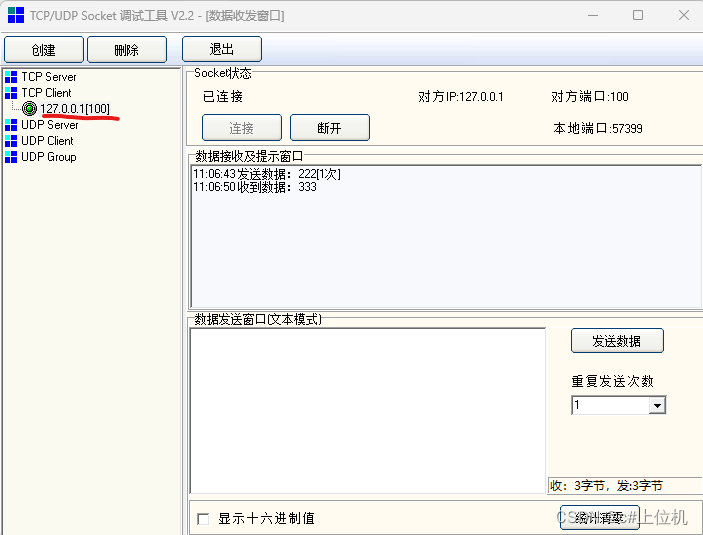 TCP/UDP Socket 调试工具 V2.2 - [数据收发窗口]
创建 删除 退出
TCP Server
TCP Client
127.0.0.1[100]
UDP Server
UDP Client
UDP Group
Socket状态
已连接 对方IP:127.0.0.1 对方端口:100
连接 断开 本地端口:57399
数据接收及提示窗口
11:06:43发送数据：222[1次]
11:06:50收到数据：333
数据发送窗口(文本模式)
发送数据
重复发送次数
1
收：3字节，发:3字节
显示十六进制值
统计清零